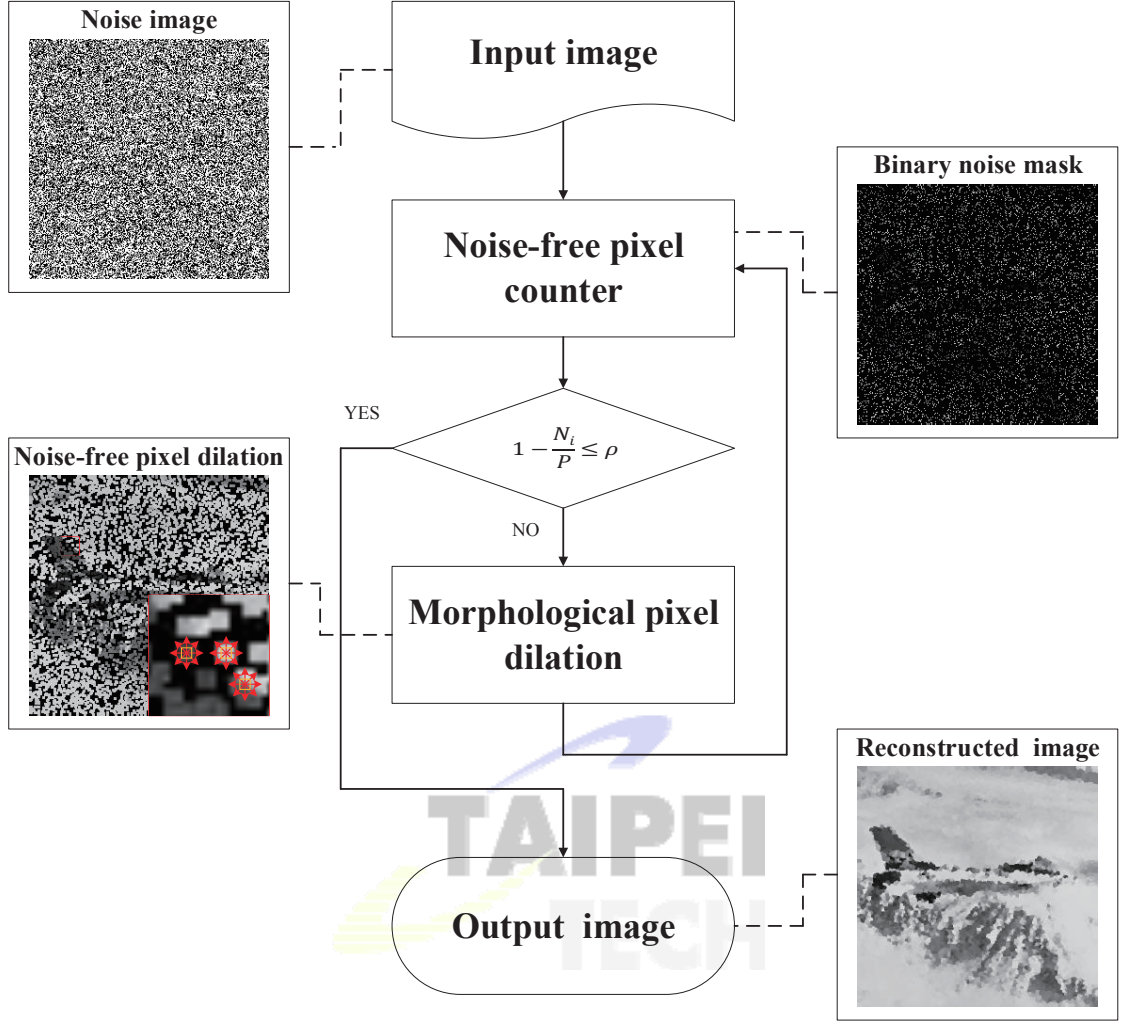 Noise image
Input image
Binary noise mask
Noise-free pixel
counter
YES
1 − N_i/P ≤ ρ
Noise-free pixel dilation
NO
Morphological pixel
dilation
Reconstructed image
TAIPEI
TECH
Output image